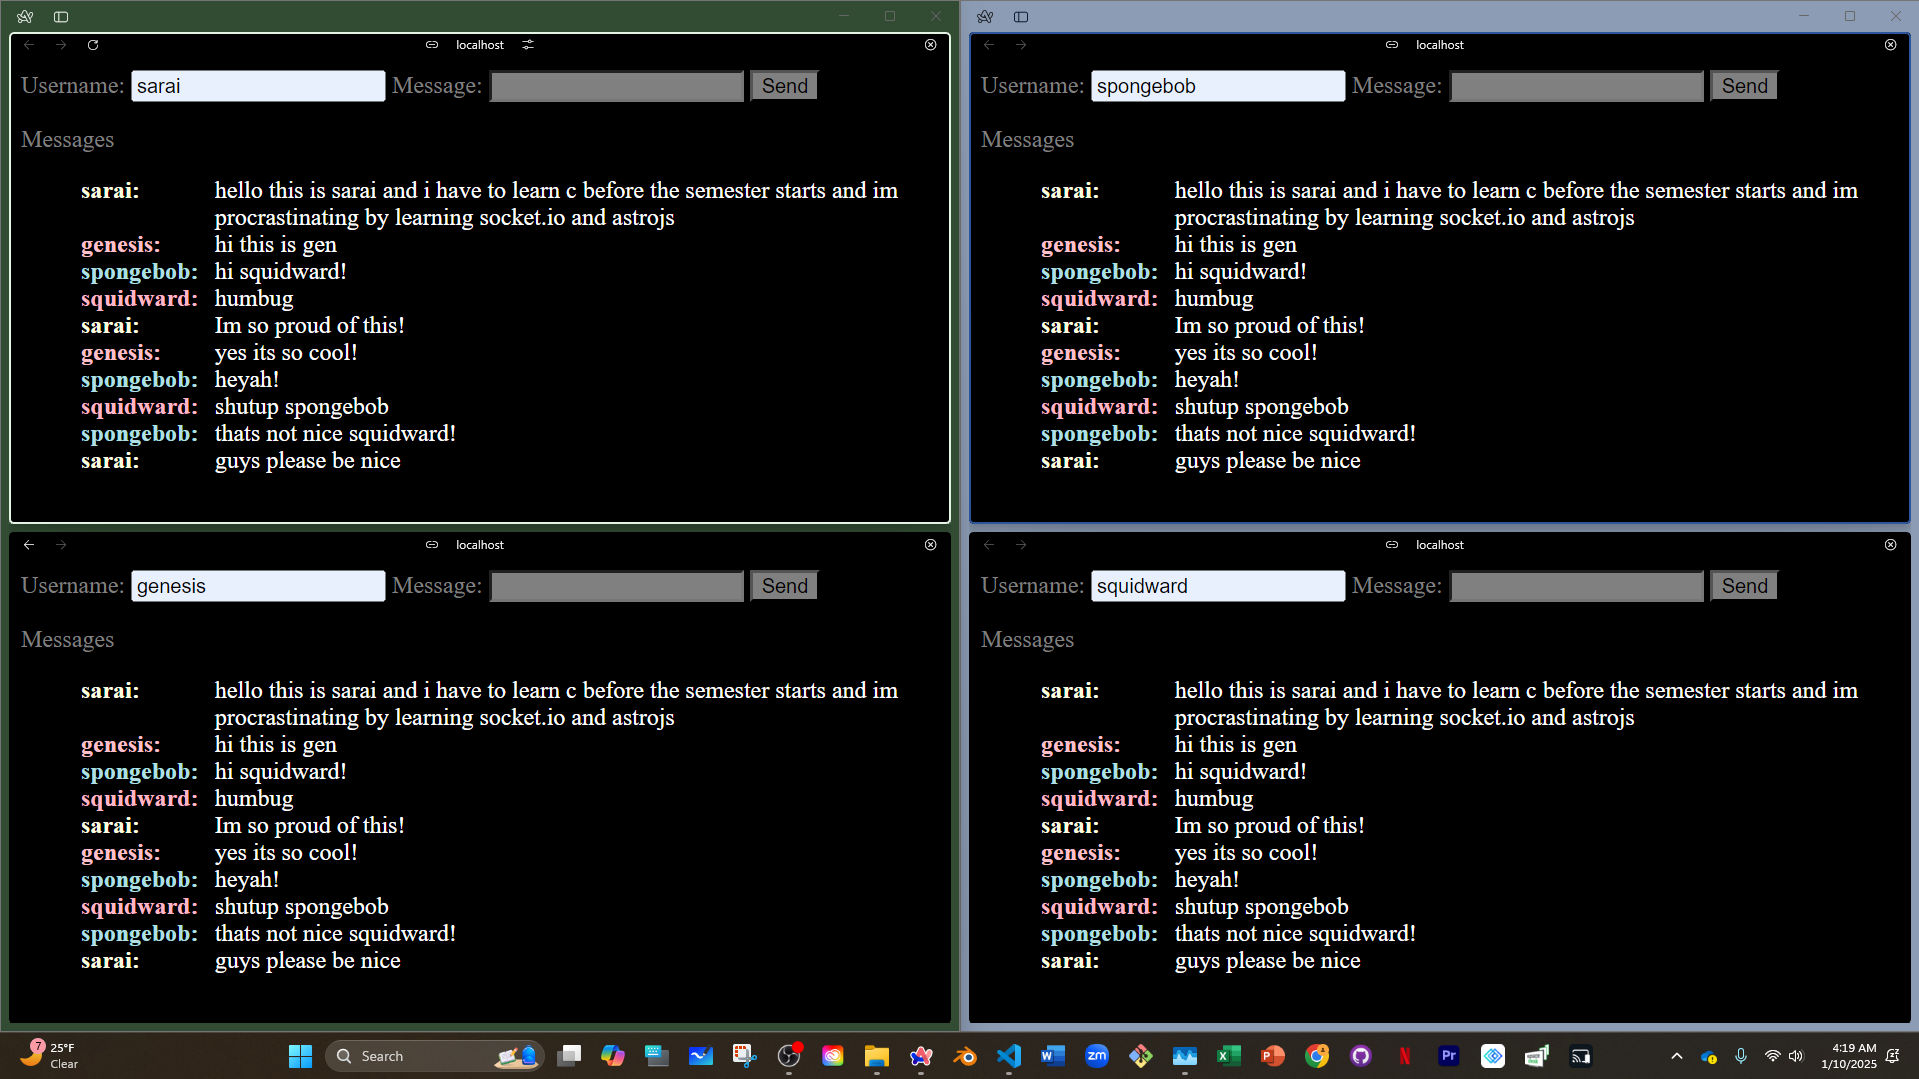 localhost
Username: sarai Message: Send
Messages
sarai: hello this is sarai and i have to learn c before the semester starts and im
procrastinating by learning socket.io and astrojs
genesis: hi this is gen
spongebob: hi squidward!
squidward: humbug
sarai: Im so proud of this!
genesis: yes its so cool!
spongebob: heyah!
squidward: shutup spongebob
spongebob: thats not nice squidward!
sarai: guys please be nice
localhost
Username: spongebob Message: Send
Messages
sarai: hello this is sarai and i have to learn c before the semester starts and im
procrastinating by learning socket.io and astrojs
genesis: hi this is gen
spongebob: hi squidward!
squidward: humbug
sarai: Im so proud of this!
genesis: yes its so cool!
spongebob: heyah!
squidward: shutup spongebob
spongebob: thats not nice squidward!
sarai: guys please be nice
localhost
Username: genesis Message: Send
Messages
sarai: hello this is sarai and i have to learn c before the semester starts and im
procrastinating by learning socket.io and astrojs
genesis: hi this is gen
spongebob: hi squidward!
squidward: humbug
sarai: Im so proud of this!
genesis: yes its so cool!
spongebob: heyah!
squidward: shutup spongebob
spongebob: thats not nice squidward!
sarai: guys please be nice
localhost
Username: squidward Message: Send
Messages
sarai: hello this is sarai and i have to learn c before the semester starts and im
procrastinating by learning socket.io and astrojs
genesis: hi this is gen
spongebob: hi squidward!
squidward: humbug
sarai: Im so proud of this!
genesis: yes its so cool!
spongebob: heyah!
squidward: shutup spongebob
spongebob: thats not nice squidward!
sarai: guys please be nice
7
25°F
Clear
Search
W
zm
X
P
N
Pr
4:19 AM
1/10/2025